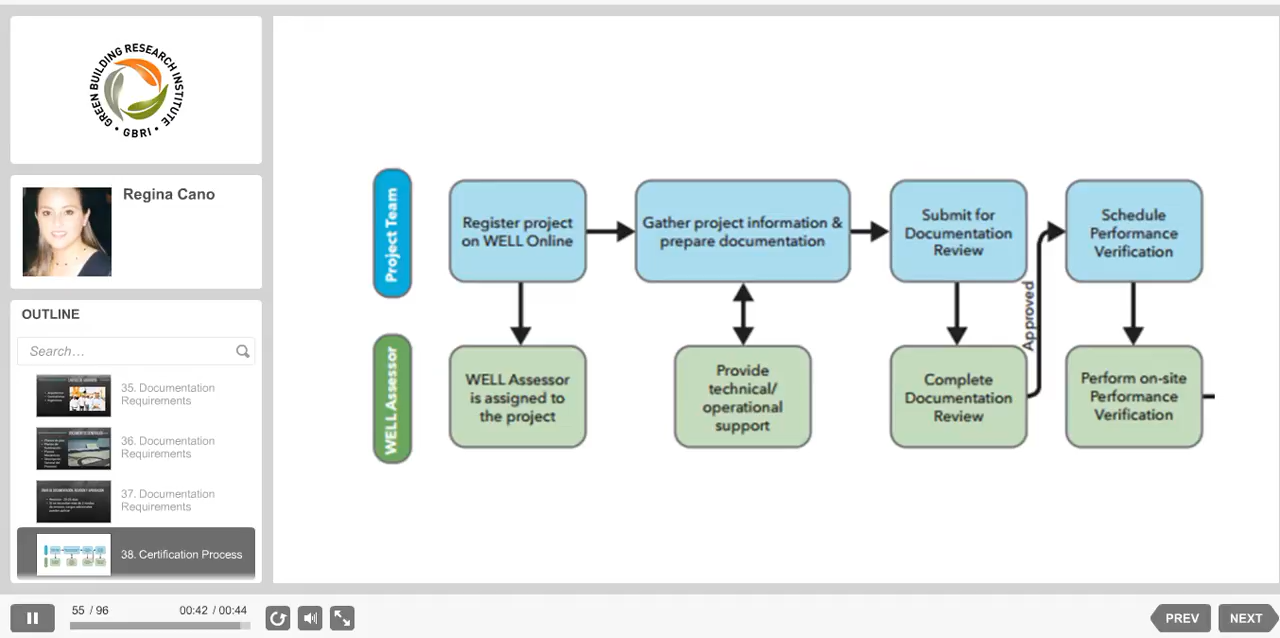 GREEN BUILDING RESEARCH INSTITUTE
• GBRI •
Regina Cano
OUTLINE
Search...
35. Documentation
Requirements
36. Documentation
Requirements
37. Documentation
Requirements
38. Certification Process
Project Team
Register project
on WELL Online
Gather project information &
prepare documentation
Submit for
Documentation
Review
Approved
Schedule
Performance
Verification
WELL Assessor
WELL Assessor
is assigned to
the project
Provide
technical/
operational
support
Complete
Documentation
Review
Perform on-site
Performance
Verification
55 / 96
00:42 / 00:44
PREV
NEXT